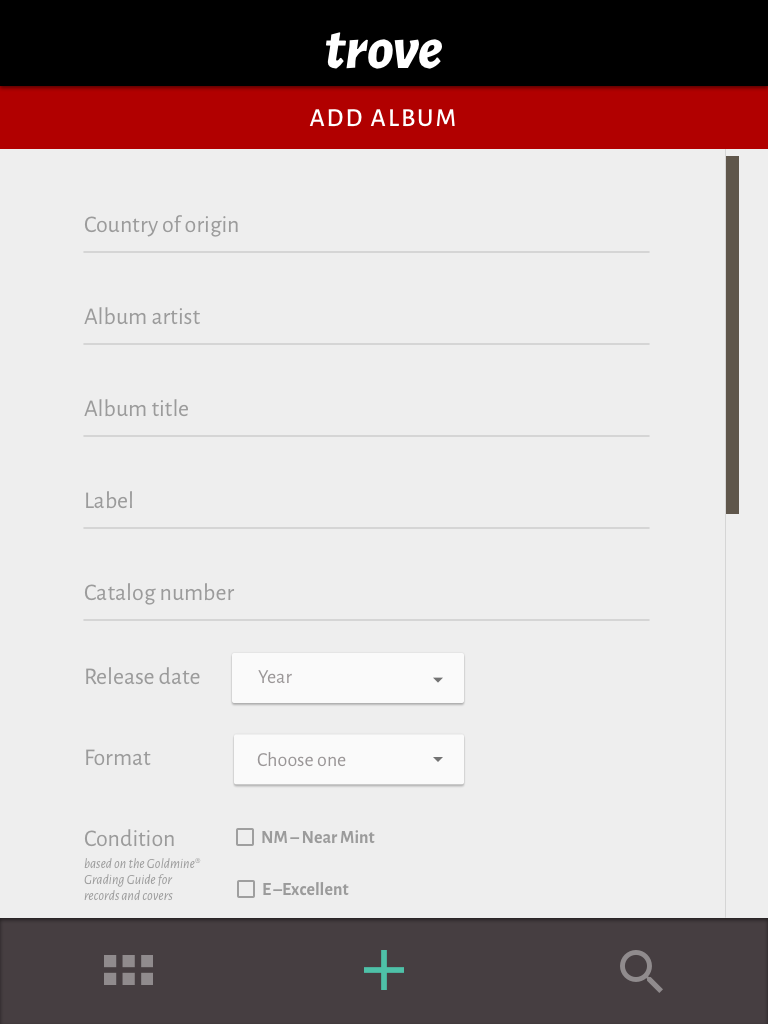 trove
ADD ALBUM
Country of origin
Album artist
Album title
Label
Catalog number
Release date
Year
Format
Choose one
Condition
NM – Near Mint
based on the Goldmine®
Grading Guide for
records and covers
E –Excellent